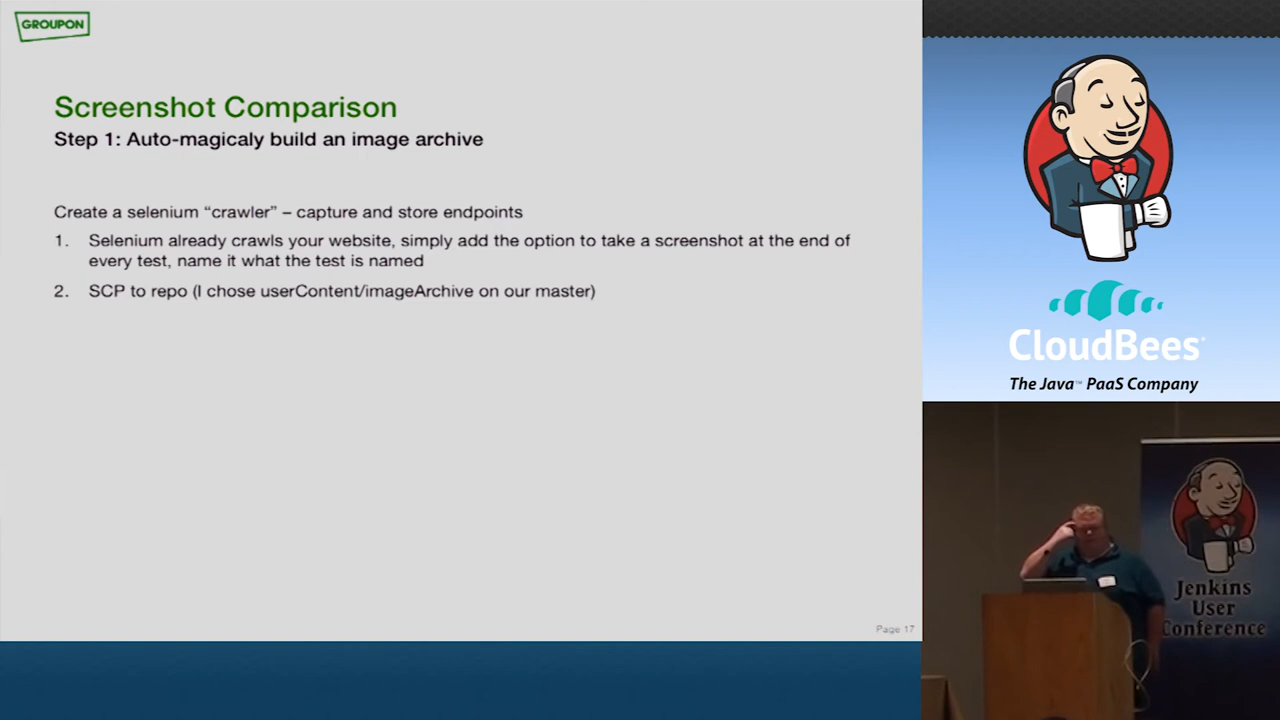 GROUPON
Screenshot Comparison
Step 1: Auto-magicaly build an image archive
Create a selenium “crawler” – capture and store endpoints
1. Selenium already crawls your website, simply add the option to take a screenshot at the end of
every test, name it what the test is named
2. SCP to repo (I chose userContent/imageArchive on our master)
Page 17
CloudBees
The Java™ PaaS Company
Jenkins
User
Conference